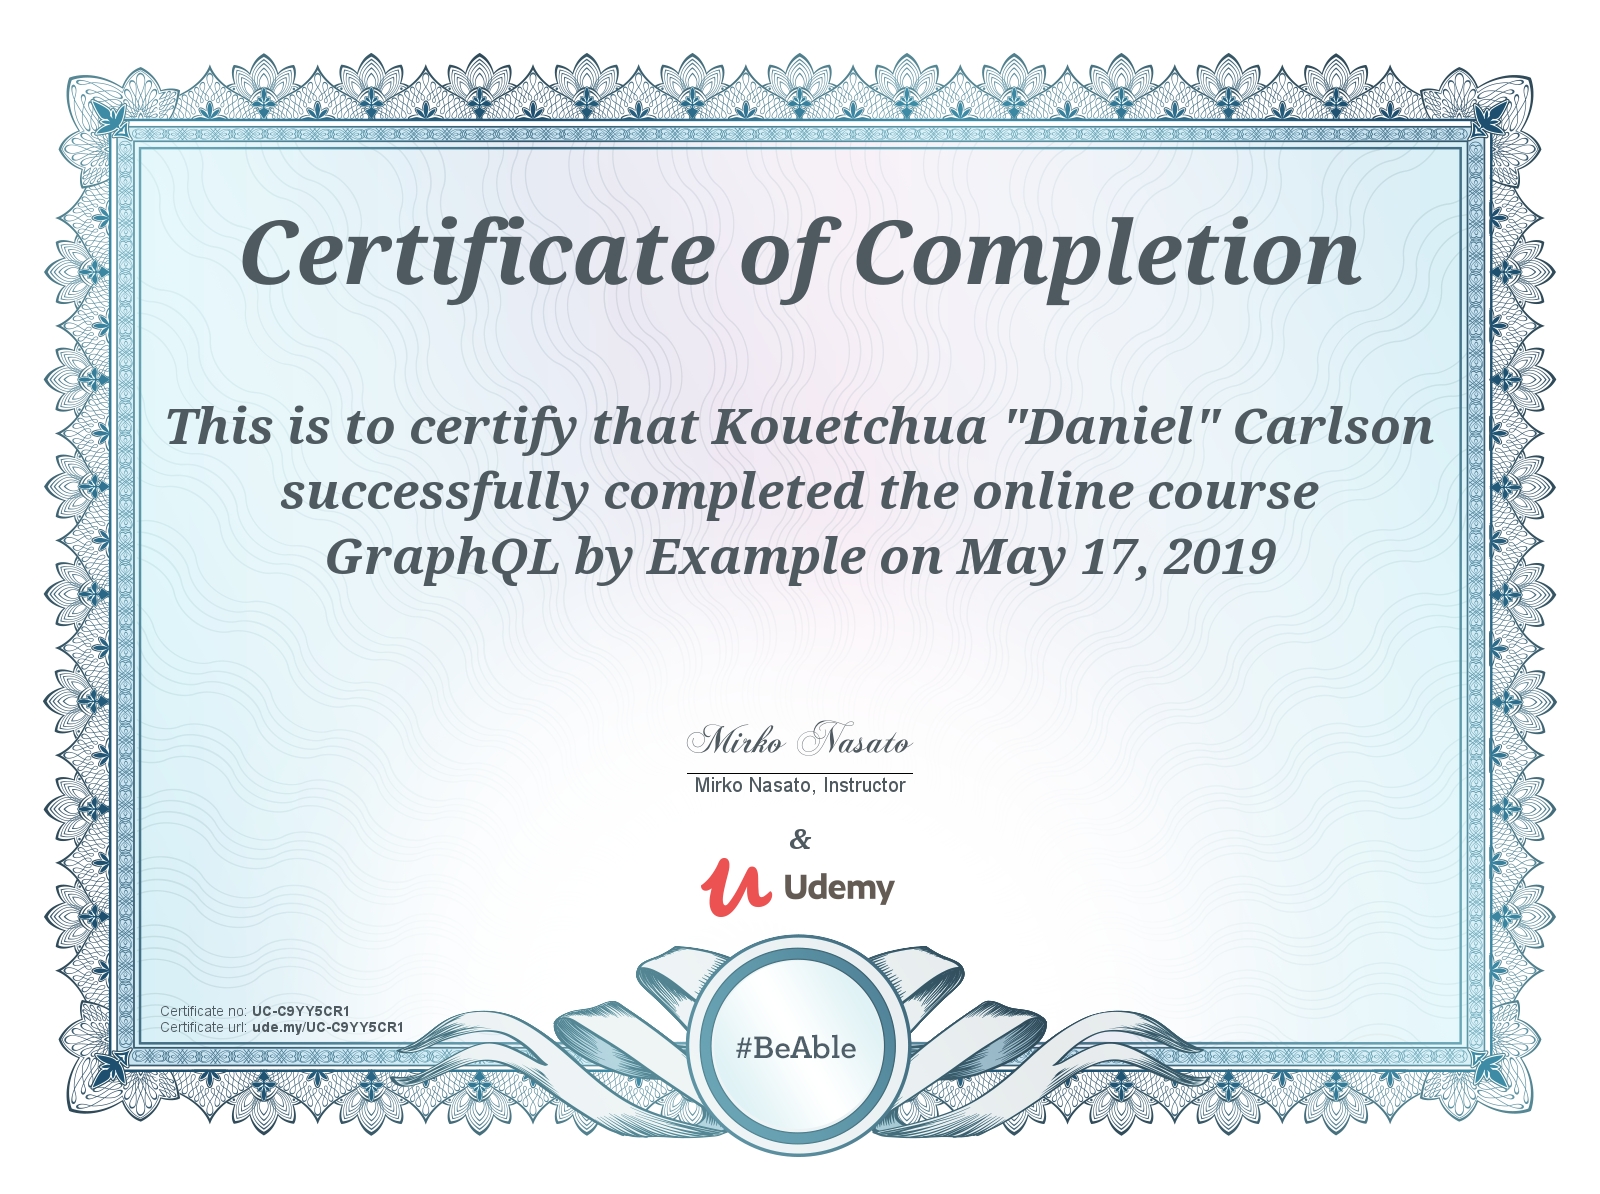 Certificate of Completion
This is to certify that Kouetchua "Daniel" Carlson
successfully completed the online course
GraphQL by Example on May 17, 2019
Mirko Nasato
Mirko Nasato, Instructor
&
Udemy
Certificate no: UC-C9YY5CR1
Certificate url: ude.my/UC-C9YY5CR1
#BeAble